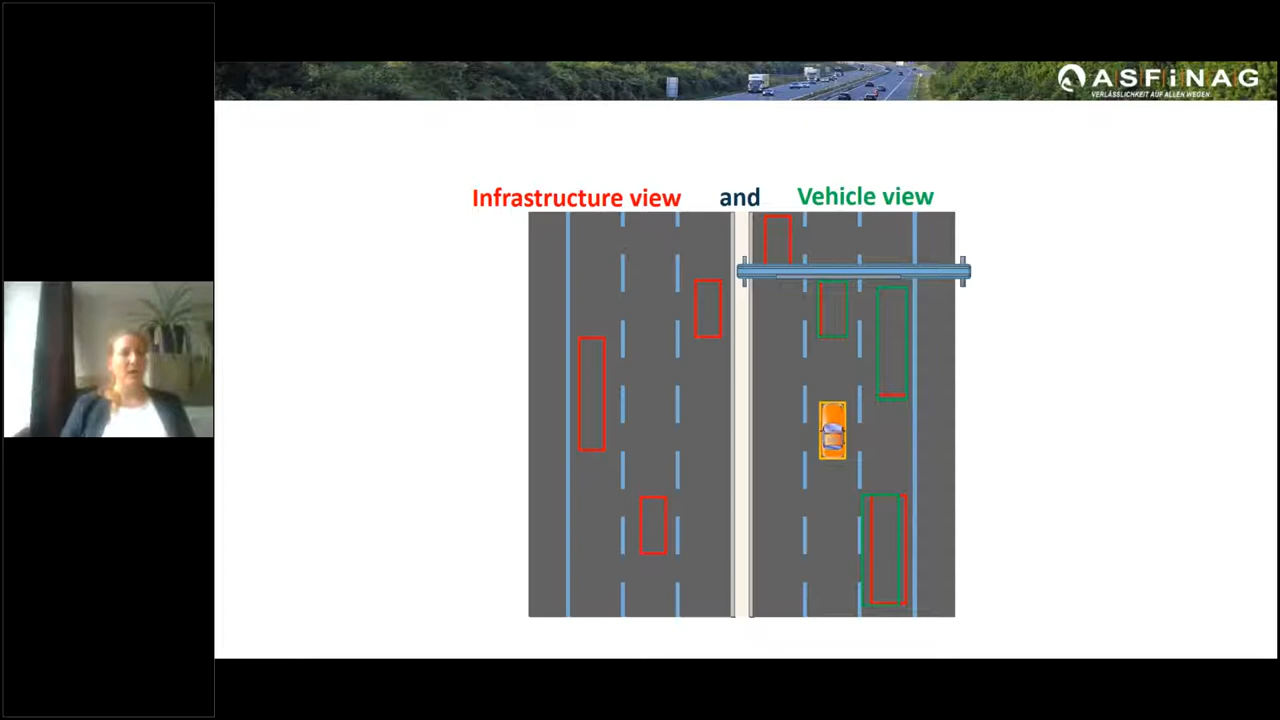 ASFiNAG
VERLÄSSLICHKEIT AUF ALLEN WEGEN.
Infrastructure view and Vehicle view